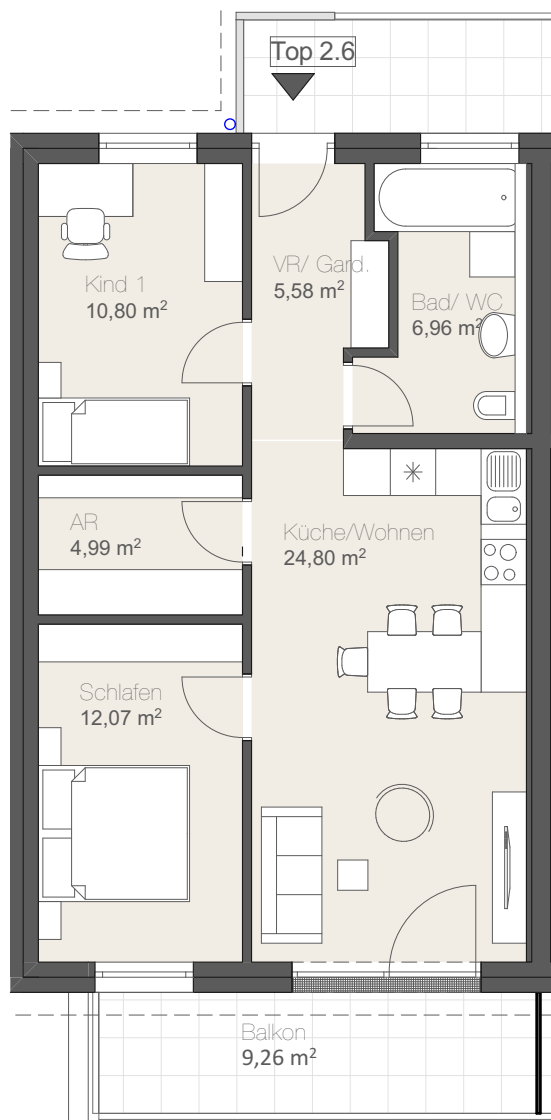 Top 2.6
VR/ Gard.
5,58 m²
Kind 1
10,80 m²
Bad/ WC
6,96 m²
AR
4,99 m²
Küche/Wohnen
24,80 m²
Schlafen
12,07 m²
Balkon
9,26 m²